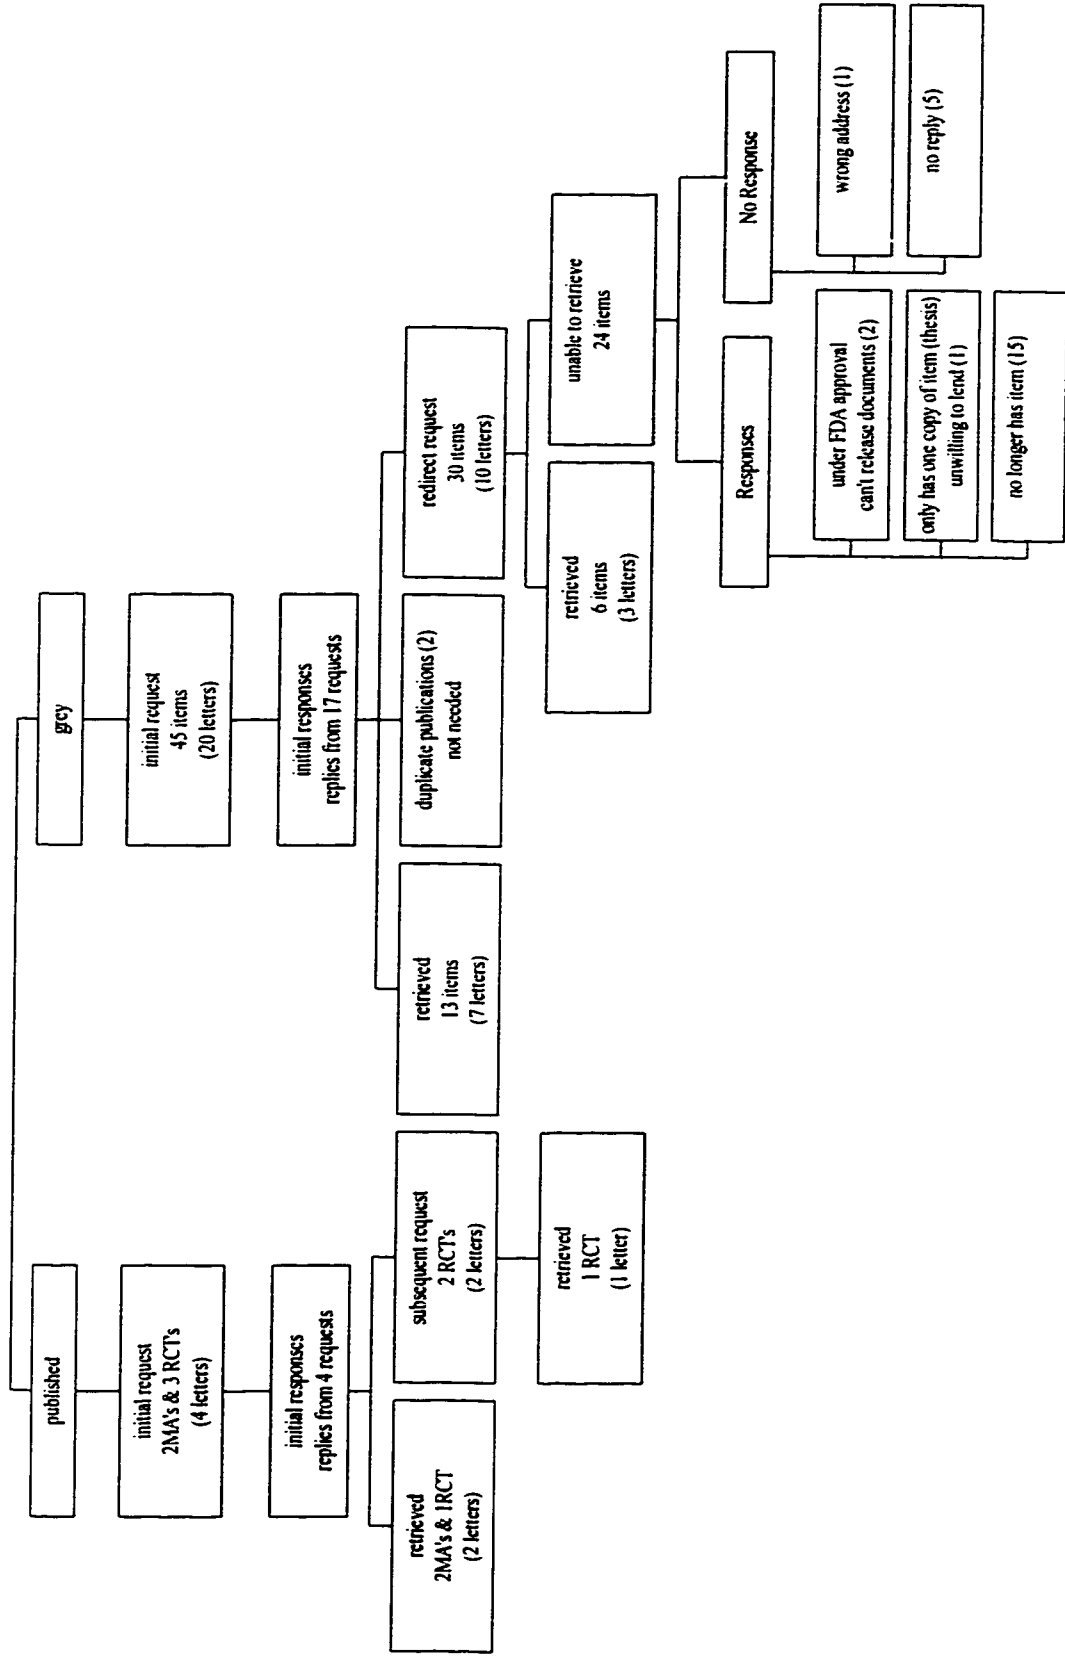 published
initial request
2MA's & 3 RCT's
(4 letters)
initial responses
replies from 4 requests
retrieved
2MA's & 1RCT
(2 letters)
subsequent request
2 RCT's
(2 letters)
retrieved
1 RCT
(1 letter)
grey
initial request
45 items
(20 letters)
initial responses
replies from 17 requests
retrieved
13 items
(7 letters)
duplicate publications (2)
not needed
redirect request
30 items
(10 letters)
retrieved
6 items
(3 letters)
unable to retrieve
24 items
Responses
under FDA approval
can't release documents (2)
only has one copy of item (thesis)
unwilling to lend (1)
no longer has item (15)
No Response
wrong address (1)
no reply (5)